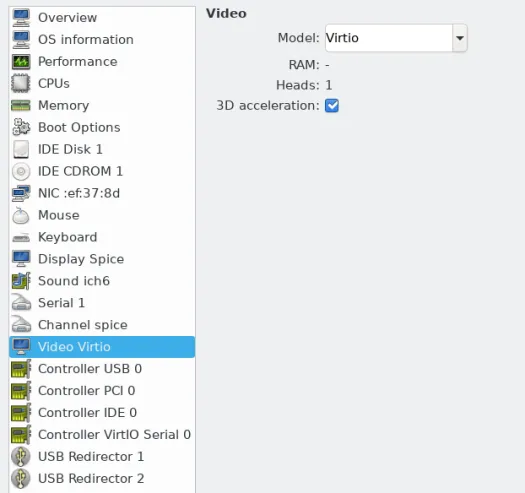 Overview
OS information
Performance
CPUs
Memory
Boot Options
IDE Disk 1
IDE CDROM 1
NIC :ef:37:8d
Mouse
Keyboard
Display Spice
Sound ich6
Serial 1
Channel spice
Video Virtio
Controller USB 0
Controller PCI 0
Controller IDE 0
Controller VirtIO Serial 0
USB Redirector 1
USB Redirector 2
Video
Model: Virtio
RAM: -
Heads: 1
3D acceleration: